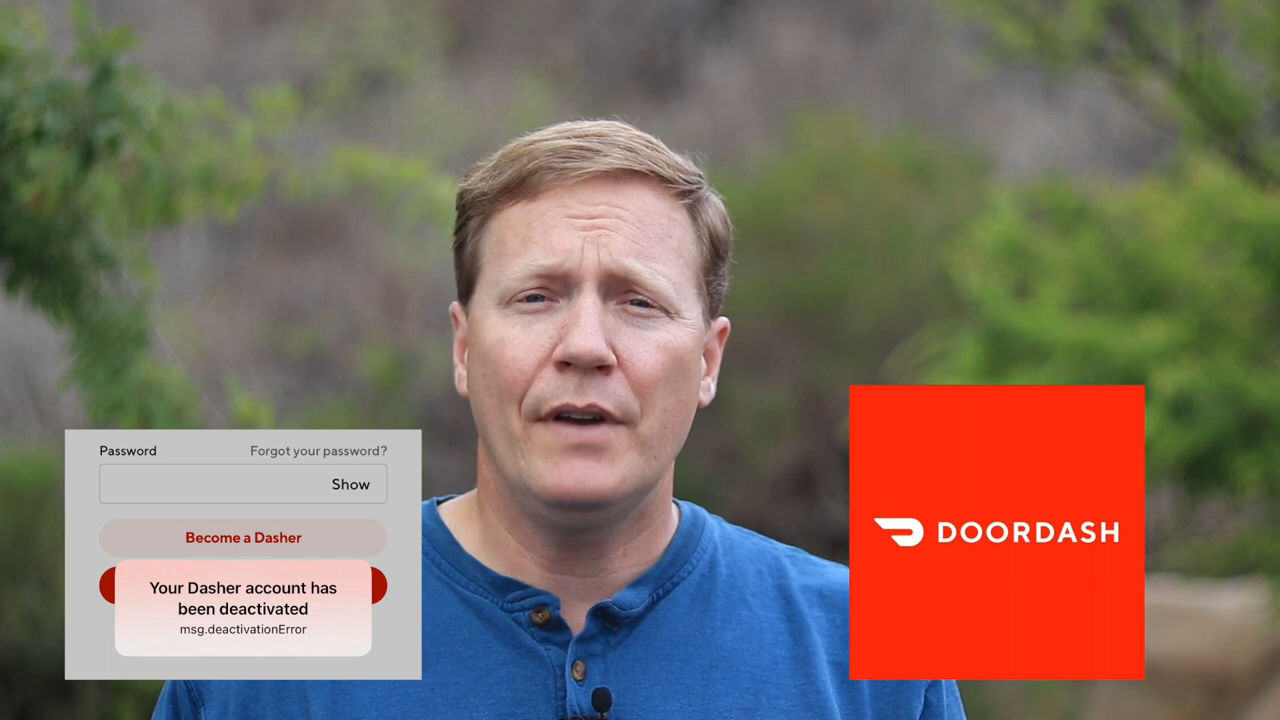 Password
Forgot your password?
Show
Become a Dasher
Your Dasher account has
been deactivated
msg.deactivationError
DOORDASH